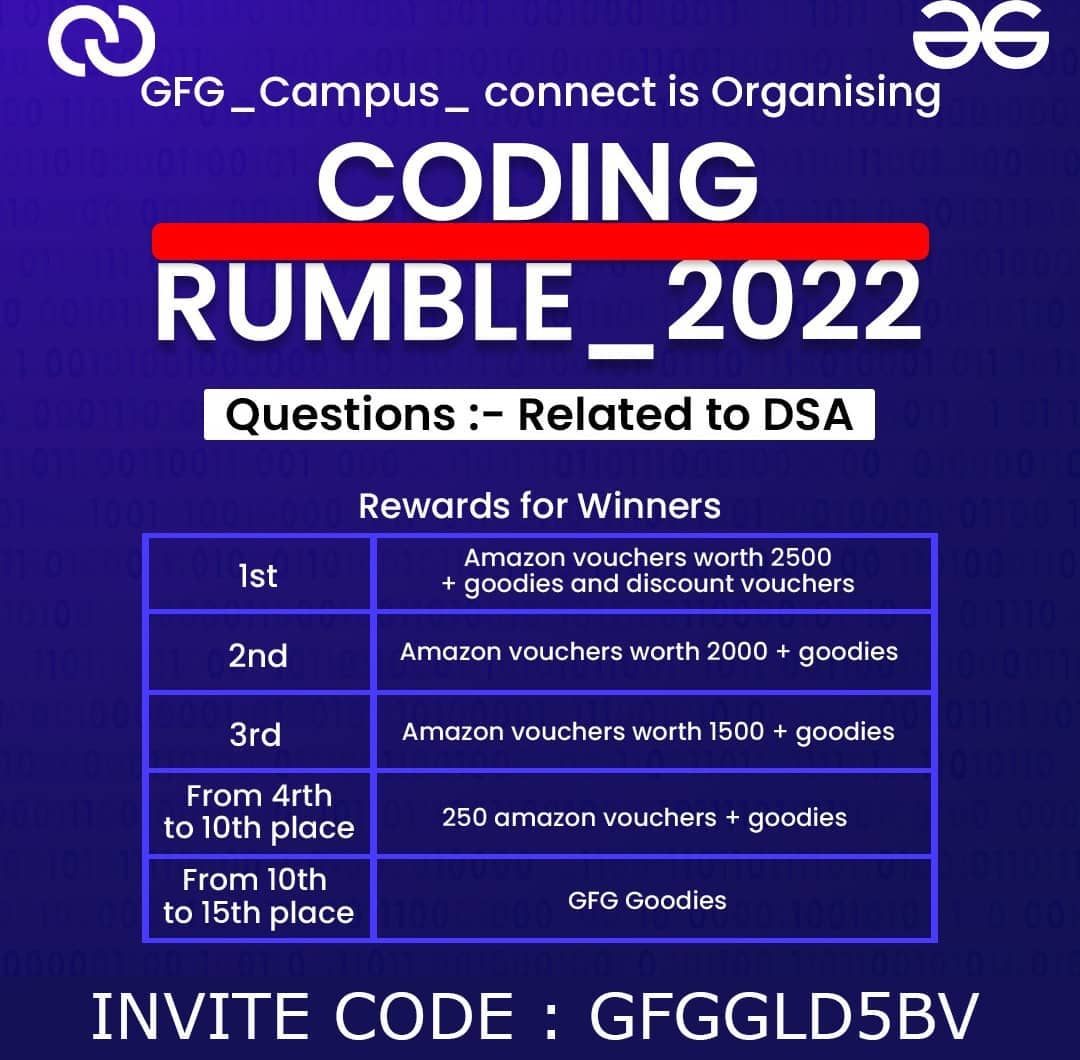 GFG_Campus_ connect is Organising
CODING
RUMBLE_2022
Questions :- Related to DSA
Rewards for Winners
1st
Amazon vouchers worth 2500
+ goodies and discount vouchers
2nd
Amazon vouchers worth 2000 + goodies
3rd
Amazon vouchers worth 1500 + goodies
From 4rth
to 10th place
250 amazon vouchers + goodies
From 10th
to 15th place
GFG Goodies
INVITE CODE : GFGGLD5BV